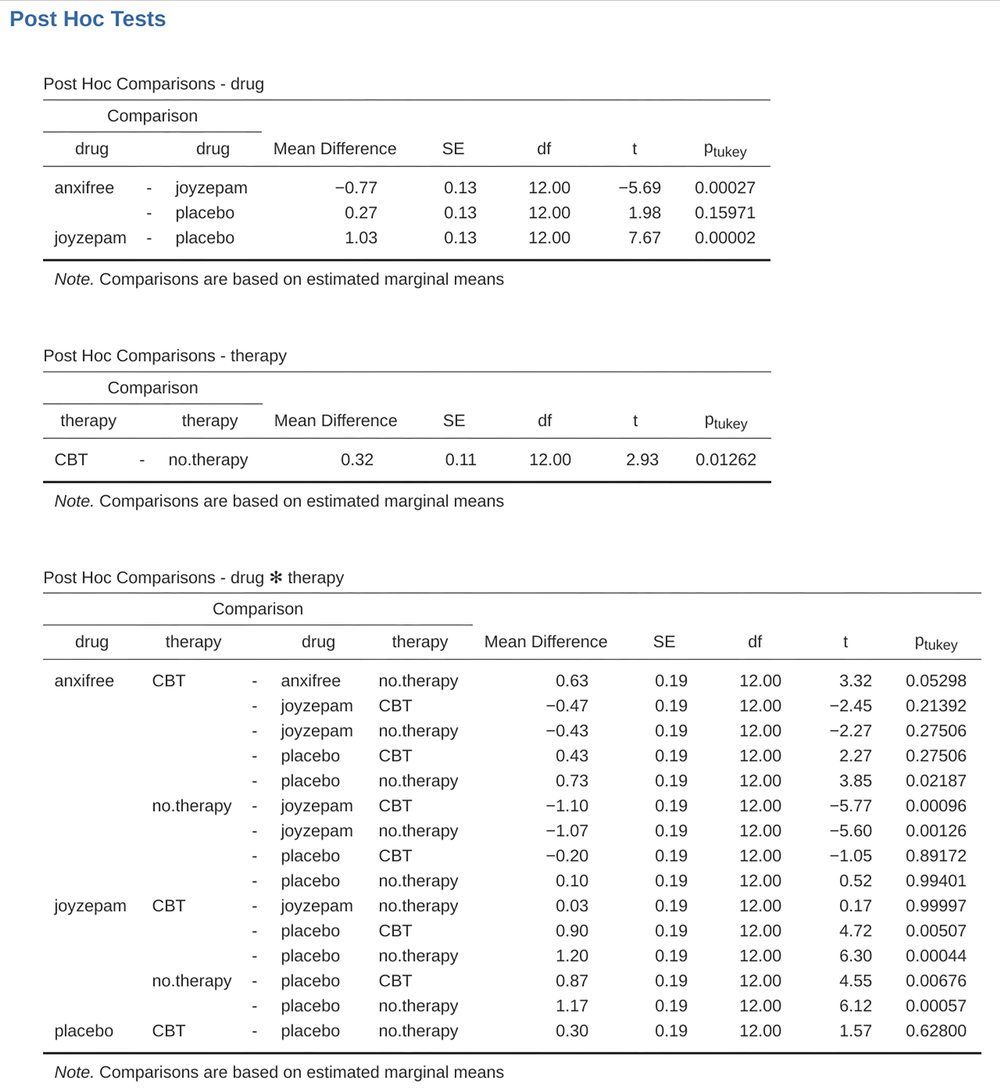 Post Hoc Tests
Post Hoc Comparisons - drug
Comparison
drug drug Mean Difference SE df t ptukey
anxifree - joyzepam −0.77 0.13 12.00 −5.69 0.00027
- placebo 0.27 0.13 12.00 1.98 0.15971
joyzepam - placebo 1.03 0.13 12.00 7.67 0.00002
Note. Comparisons are based on estimated marginal means
Post Hoc Comparisons - therapy
Comparison
therapy therapy Mean Difference SE df t ptukey
CBT - no.therapy 0.32 0.11 12.00 2.93 0.01262
Note. Comparisons are based on estimated marginal means
Post Hoc Comparisons - drug ✻ therapy
Comparison
drug therapy drug therapy Mean Difference SE df t ptukey
anxifree CBT - anxifree no.therapy 0.63 0.19 12.00 3.32 0.05298
- joyzepam CBT −0.47 0.19 12.00 −2.45 0.21392
- joyzepam no.therapy −0.43 0.19 12.00 −2.27 0.27506
- placebo CBT 0.43 0.19 12.00 2.27 0.27506
- placebo no.therapy 0.73 0.19 12.00 3.85 0.02187
no.therapy - joyzepam CBT −1.10 0.19 12.00 −5.77 0.00096
- joyzepam no.therapy −1.07 0.19 12.00 −5.60 0.00126
- placebo CBT −0.20 0.19 12.00 −1.05 0.89172
- placebo no.therapy 0.10 0.19 12.00 0.52 0.99401
joyzepam CBT - joyzepam no.therapy 0.03 0.19 12.00 0.17 0.99997
- placebo CBT 0.90 0.19 12.00 4.72 0.00507
- placebo no.therapy 1.20 0.19 12.00 6.30 0.00044
no.therapy - placebo CBT 0.87 0.19 12.00 4.55 0.00676
- placebo no.therapy 1.17 0.19 12.00 6.12 0.00057
placebo CBT - placebo no.therapy 0.30 0.19 12.00 1.57 0.62800
Note. Comparisons are based on estimated marginal means